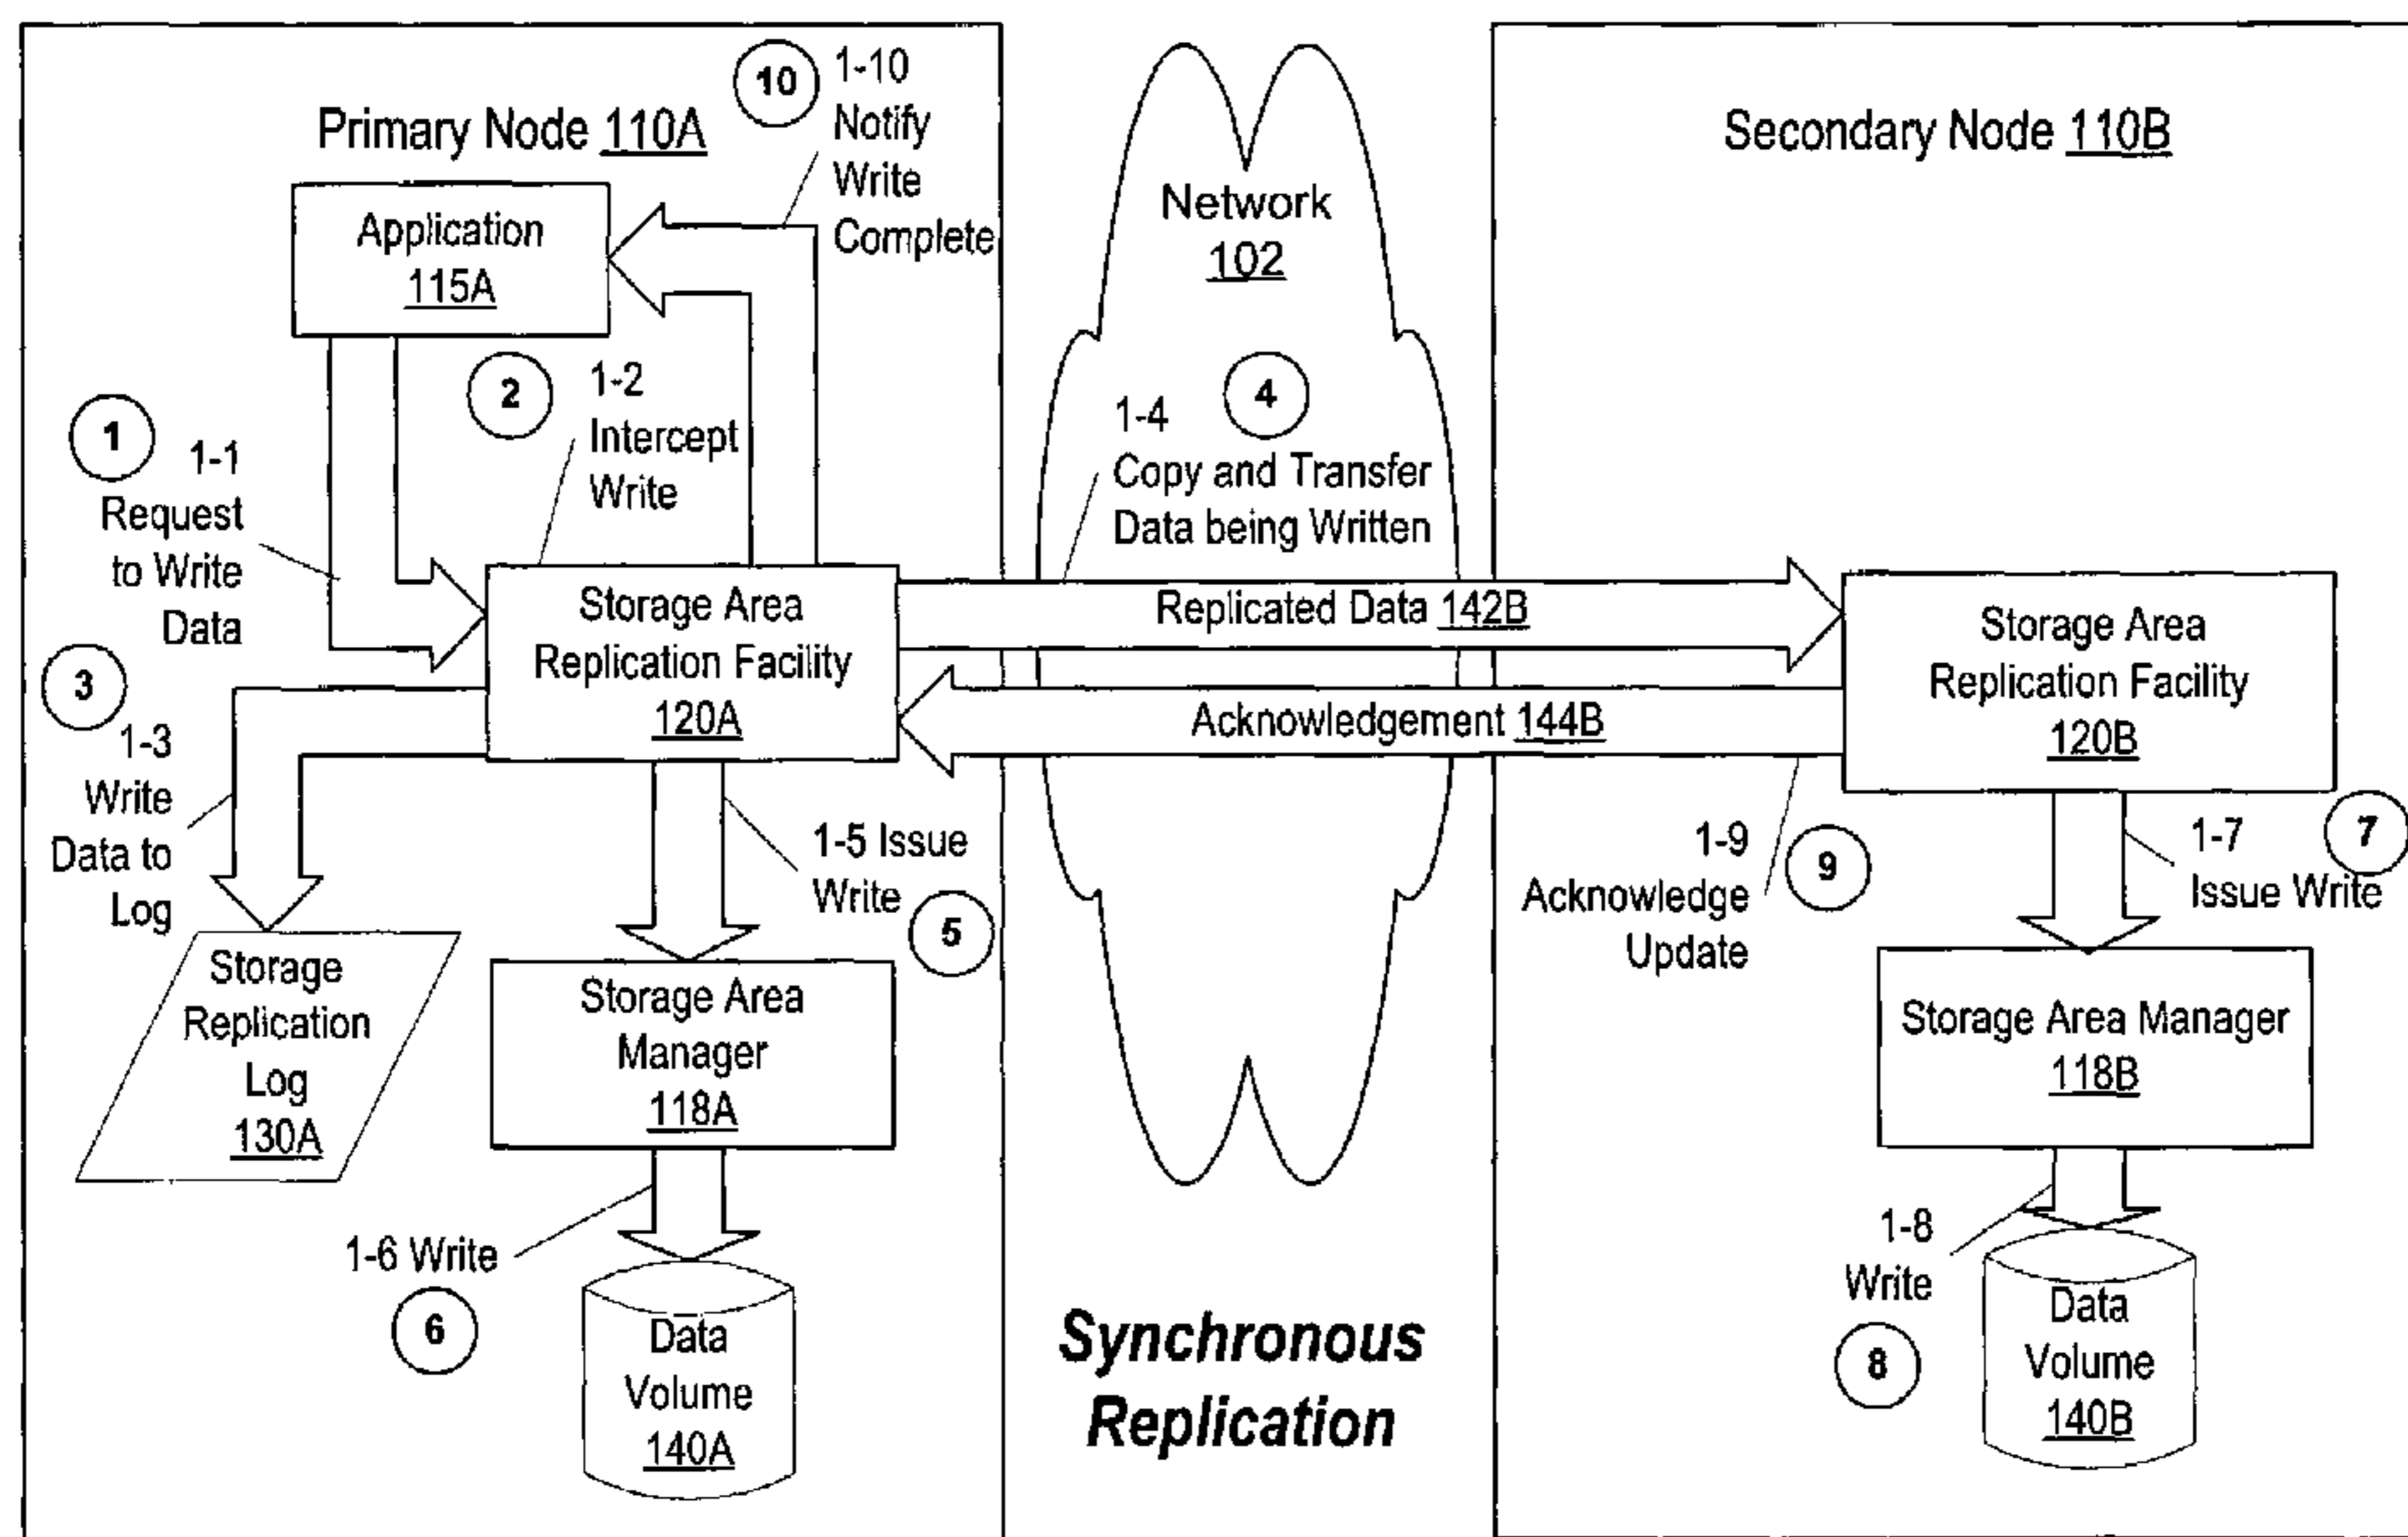 Primary Node 110A
10
1-10
Notify
Write
Complete
Application
115A
1
1-1
Request
to Write
Data
2
1-2
Intercept
Write
Storage Area
Replication Facility
120A
3
1-3
Write
Data to
Log
Storage
Replication
Log
130A
1-5 Issue
Write
5
Storage Area
Manager
118A
1-6 Write
6
Data
Volume
140A
Network
102
4
1-4
Copy and Transfer
Data being Written
Replicated Data 142B
Acknowledgement 144B
Synchronous
Replication
Secondary Node 110B
Storage Area
Replication Facility
120B
1-9
Acknowledge
Update
9
1-7
Issue Write
7
Storage Area Manager
118B
1-8
Write
8
Data
Volume
140B